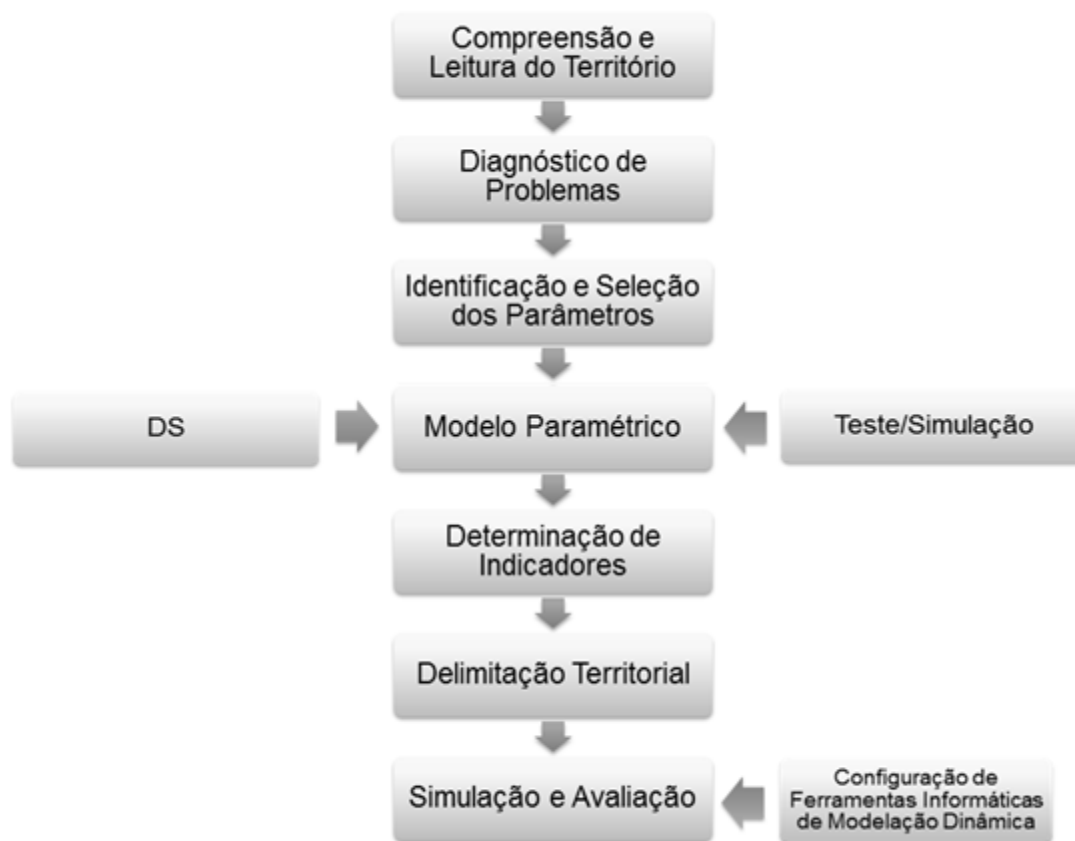 Compreensão e
Leitura do Território
Diagnóstico de
Problemas
Identificação e Seleção
dos Parâmetros
DS
Modelo Paramétrico
Teste/Simulação
Determinação de
Indicadores
Delimitação Territorial
Simulação e Avaliação
Configuração de
Ferramentas Informáticas
de Modelação Dinâmica